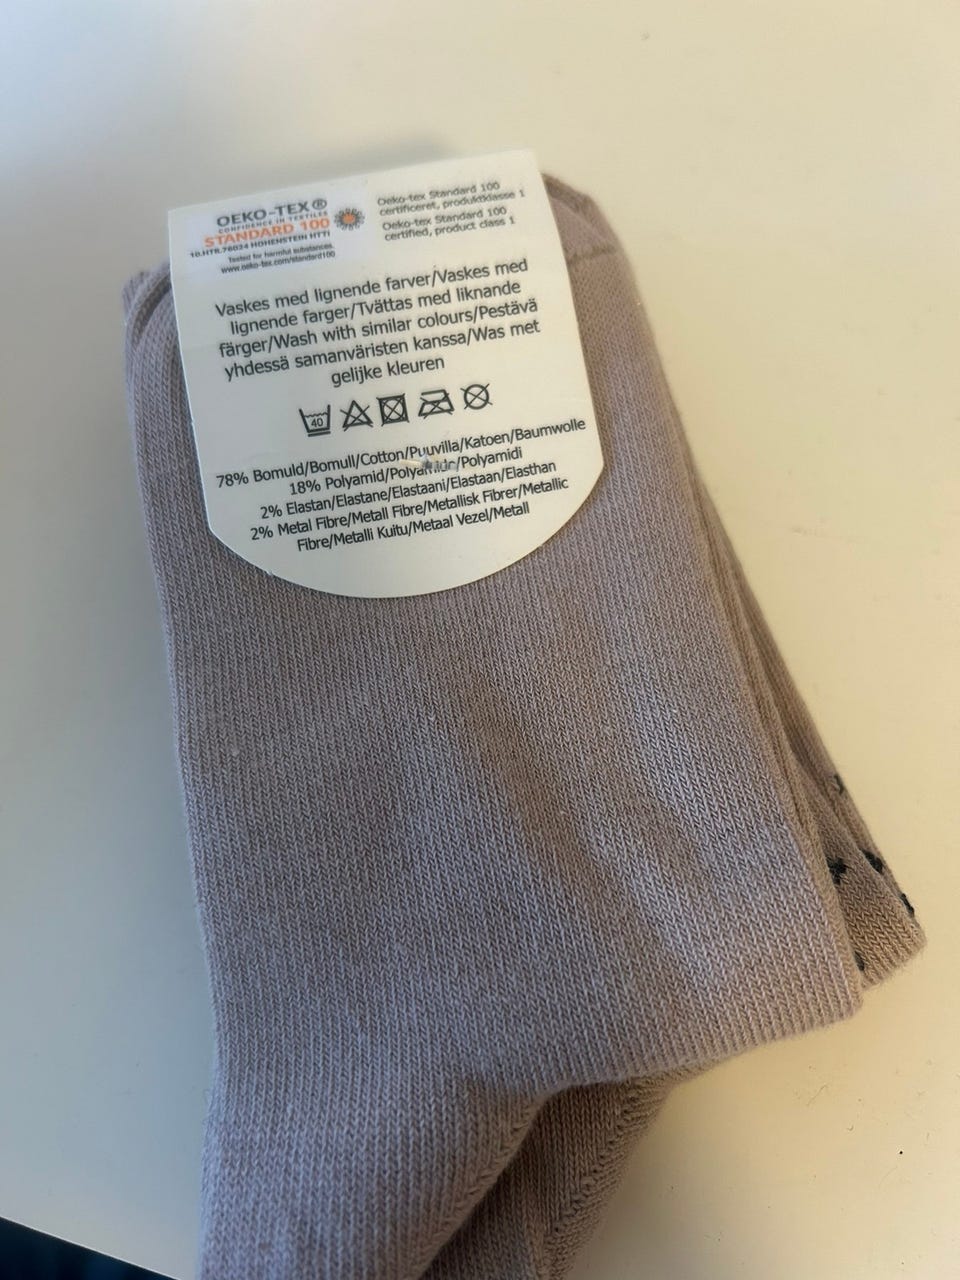 OEKO-TEX®
CONFIDENCE IN TEXTILES
STANDARD 100
10.HTR.76024 HOHENSTEIN HTTI
Tested for harmful substances.
www.oeko-tex.com/standard100
Oeko-tex Standard 100
certificeret, produktklasse 1
Oeko-tex Standard 100
certified, product class 1
Vaskes med lignende farver/Vaskes med
lignende farger/Tvättas med liknande
färger/Wash with similar colours/Pestävä
yhdessä samanväristen kanssa/Was met
gelijke kleuren
40
78% Bomuld/Bomull/Cotton/Puuvilla/Katoen/Baumwolle
18% Polyamid/Polyamide/Polyamidi
2% Elastan/Elastane/Elastaani/Elastaan/Elasthan
2% Metal Fibre/Metall Fibre/Metallisk Fibrer/Metallic
Fibre/Metalli Kuitu/Metaal Vezel/Metall